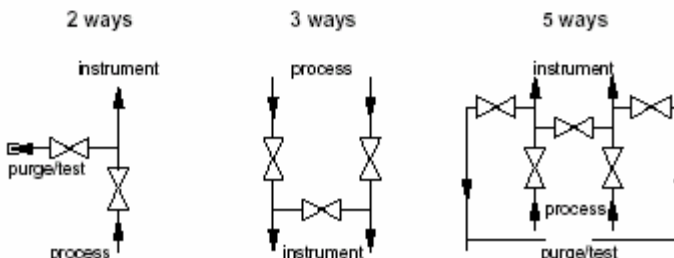 2 ways
3 ways
5 ways
instrument
purge/test
process
process
instrument
instrument
process
purge/test